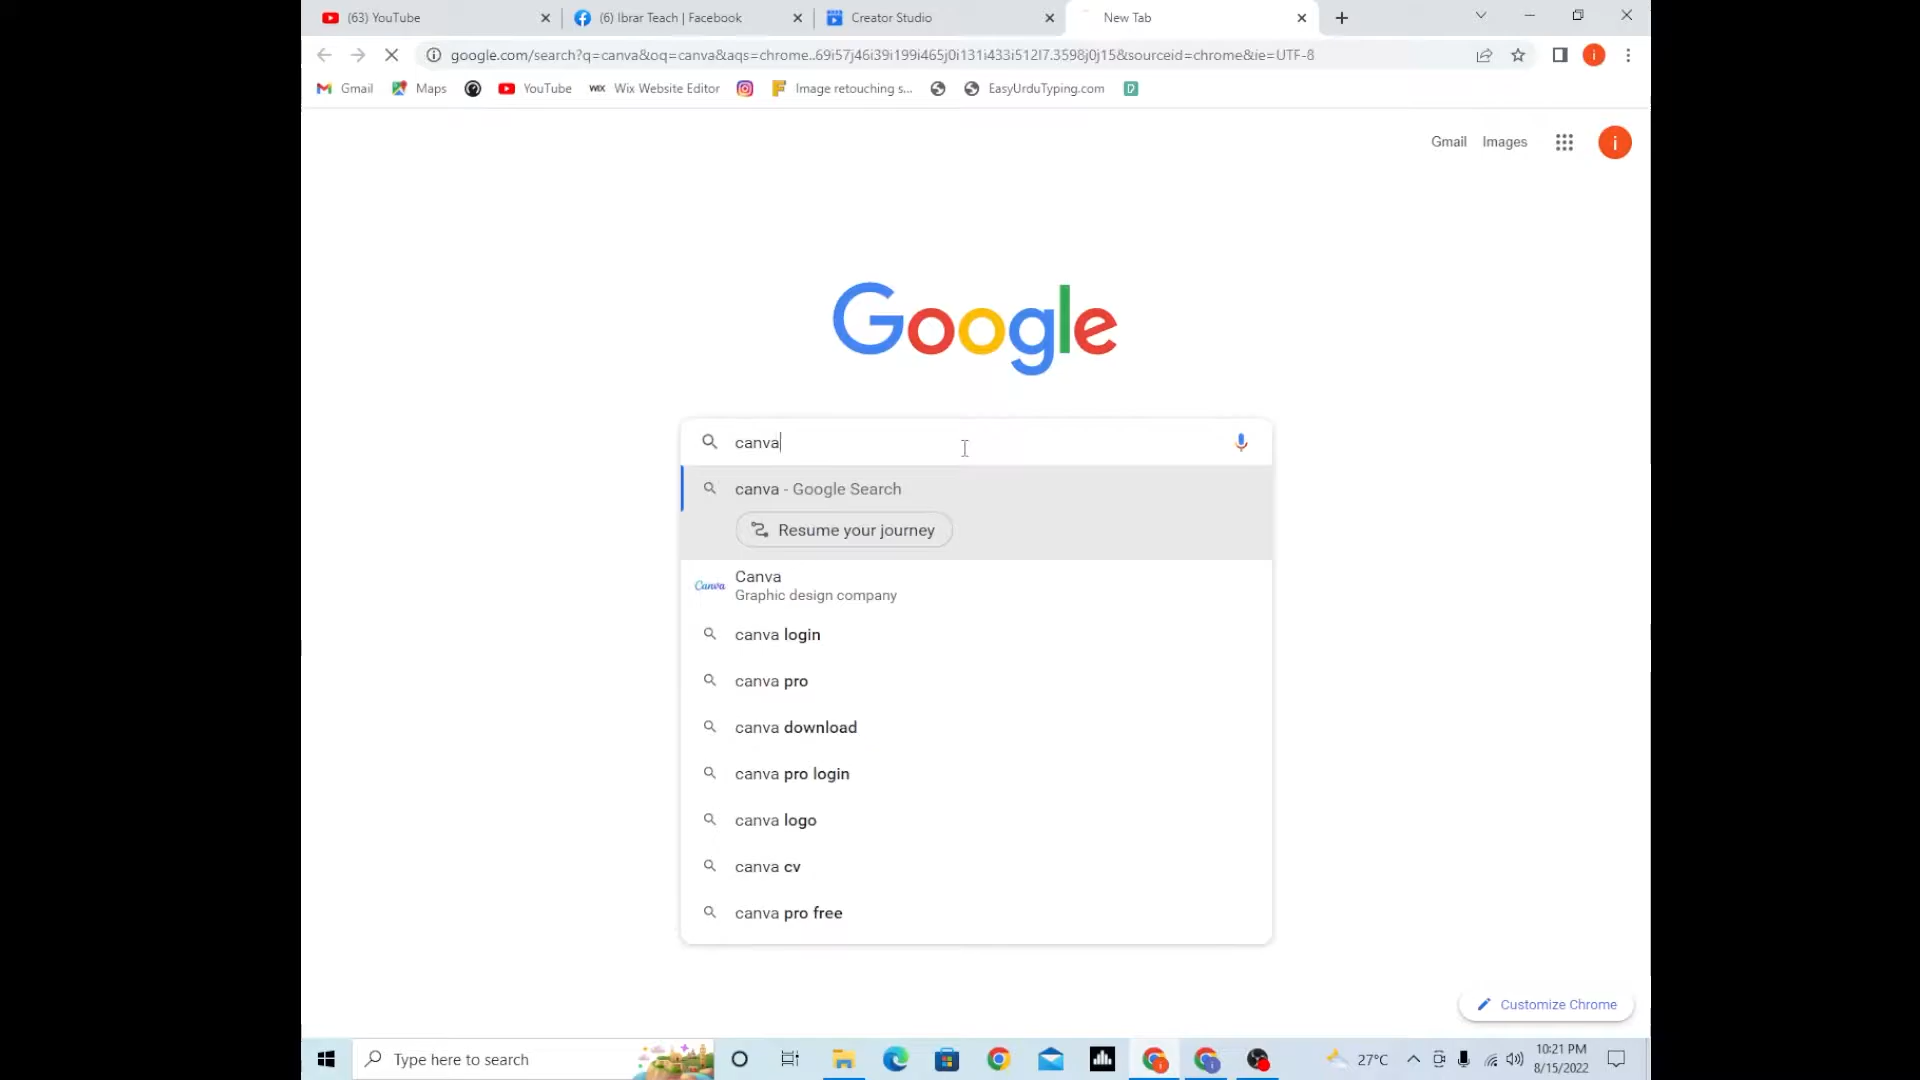 (63) YouTube
(6) Ibrar Teach | Facebook
Creator Studio
New Tab
google.com/search?q=canva&oq=canva&aqs=chrome..69i57j46i39i199i465j0i131i433i512l7.3598j0j15&sourceid=chrome&ie=UTF-8
i
Gmail
Maps
YouTube
WIX Wix Website Editor
Image retouching s...
EasyUrduTyping.com
Gmail
Images
i
Google
canva
canva - Google Search
Resume your journey
Canva
Canva
Graphic design company
canva login
canva pro
canva download
canva pro login
canva logo
canva cv
canva pro free
Customize Chrome
Type here to search
27°C
10:21 PM
8/15/2022